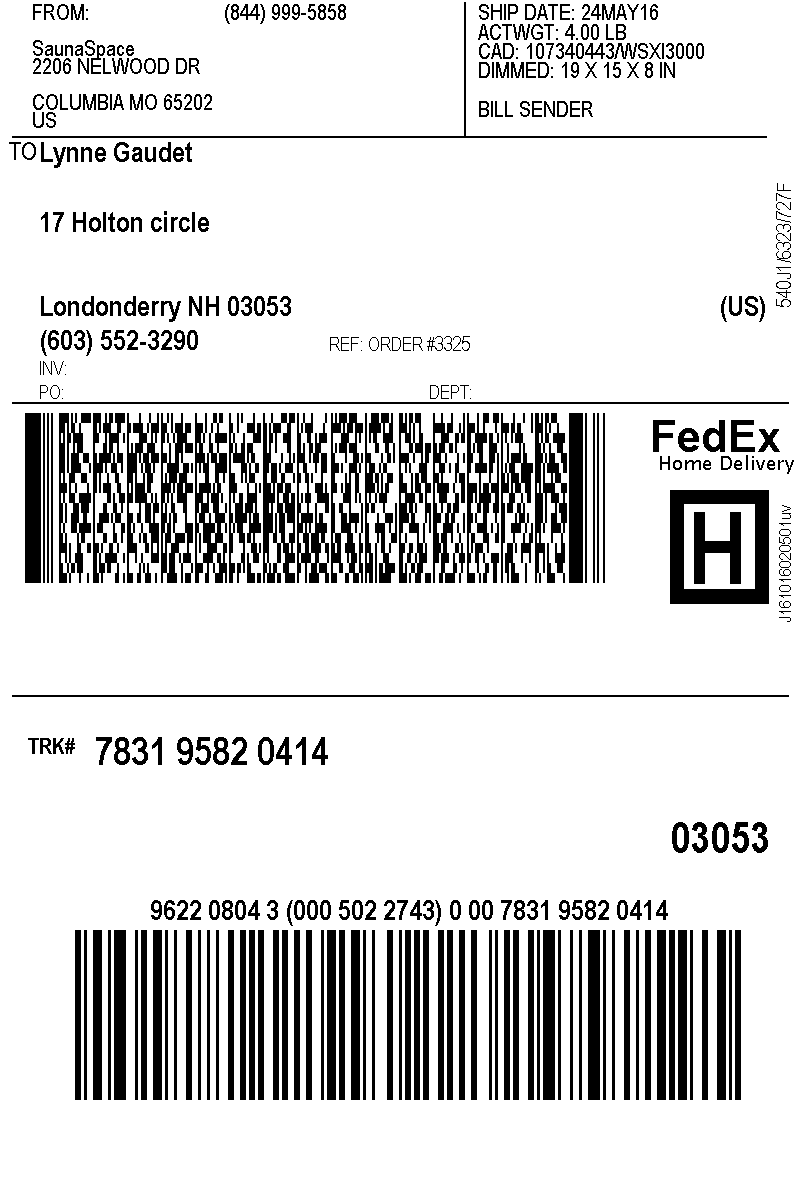 FROM: (844) 999-5858
SaunaSpace
2206 NELWOOD DR
COLUMBIA MO 65202
US
SHIP DATE: 24MAY16
ACTWGT: 4.00 LB
CAD: 107340443/WSXI3000
DIMMED: 19 X 15 X 8 IN
BILL SENDER
TO Lynne Gaudet
17 Holton circle
Londonderry NH 03053 (US)
(603) 552-3290 REF: ORDER #3325
INV:
PO: DEPT:
540J1/6323/727F
FedEx
Home Delivery
H
J161016020501uv
TRK# 7831 9582 0414
03053
9622 0804 3 (000 502 2743) 0 00 7831 9582 0414